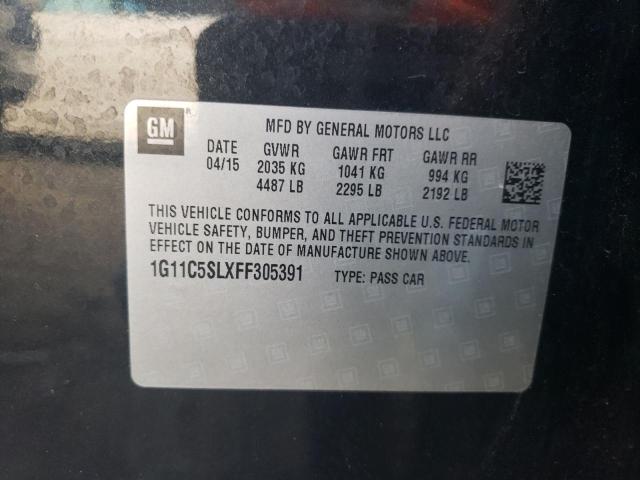 GM ® MFD BY GENERAL MOTORS LLC
DATE GVWR GAWR FRT GAWR RR
04/15 2035 KG 1041 KG 994 KG
4487 LB 2295 LB 2192 LB
THIS VEHICLE CONFORMS TO ALL APPLICABLE U.S. FEDERAL MOTOR
VEHICLE SAFETY, BUMPER, AND THEFT PREVENTION STANDARDS IN
EFFECT ON THE DATE OF MANUFACTURE SHOWN ABOVE.
1G11C5SLXFF305391 TYPE: PASS CAR